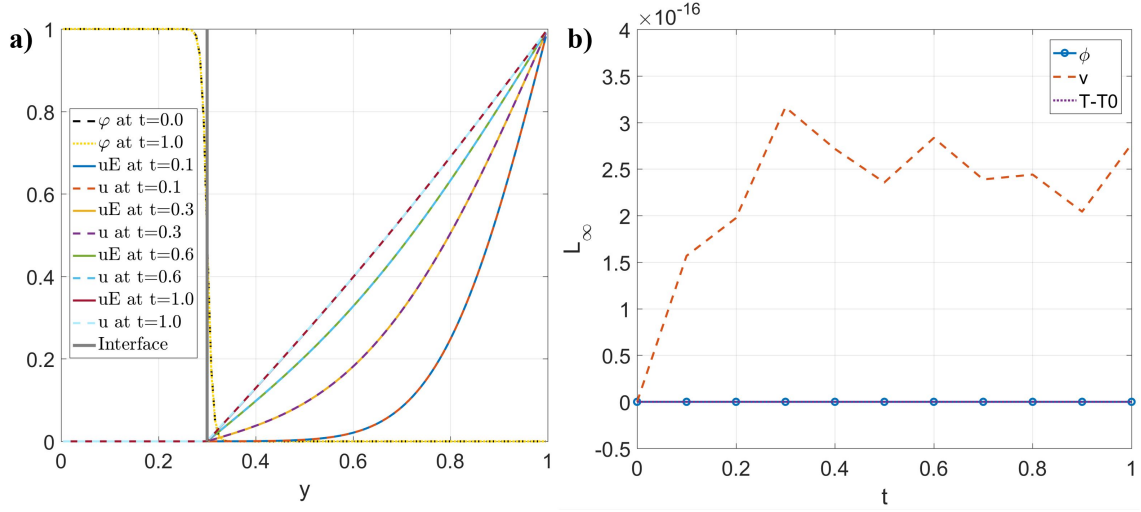 a)
1
0.8
0.6
0.4
0.2
0
φ at t=0.0
φ at t=1.0
uE at t=0.1
u at t=0.1
uE at t=0.3
u at t=0.3
uE at t=0.6
u at t=0.6
uE at t=1.0
u at t=1.0
Interface
0 0.2 0.4 0.6 0.8 1
y
b)
×10-16
4
3.5
3
2.5
2
1.5
1
0.5
0
-0.5
L∞
ϕ
v
T-T0
0 0.2 0.4 0.6 0.8 1
t